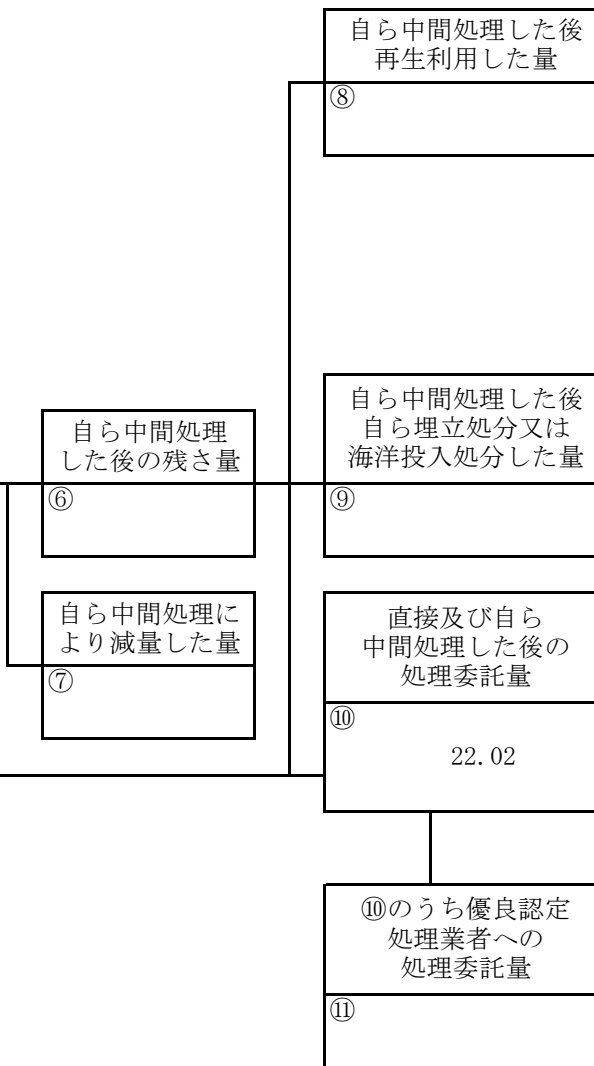 自ら中間処理した後
再生利用した量
⑧
自ら中間処理
した後の残さ量
⑥
自ら中間処理した後
自ら埋立処分又は
海洋投入処分した量
⑨
自ら中間処理に
より減量した量
⑦
直接及び自ら
中間処理した後の
処理委託量
⑩
22.02
⑩のうち優良認定
処理業者への
処理委託量
⑪